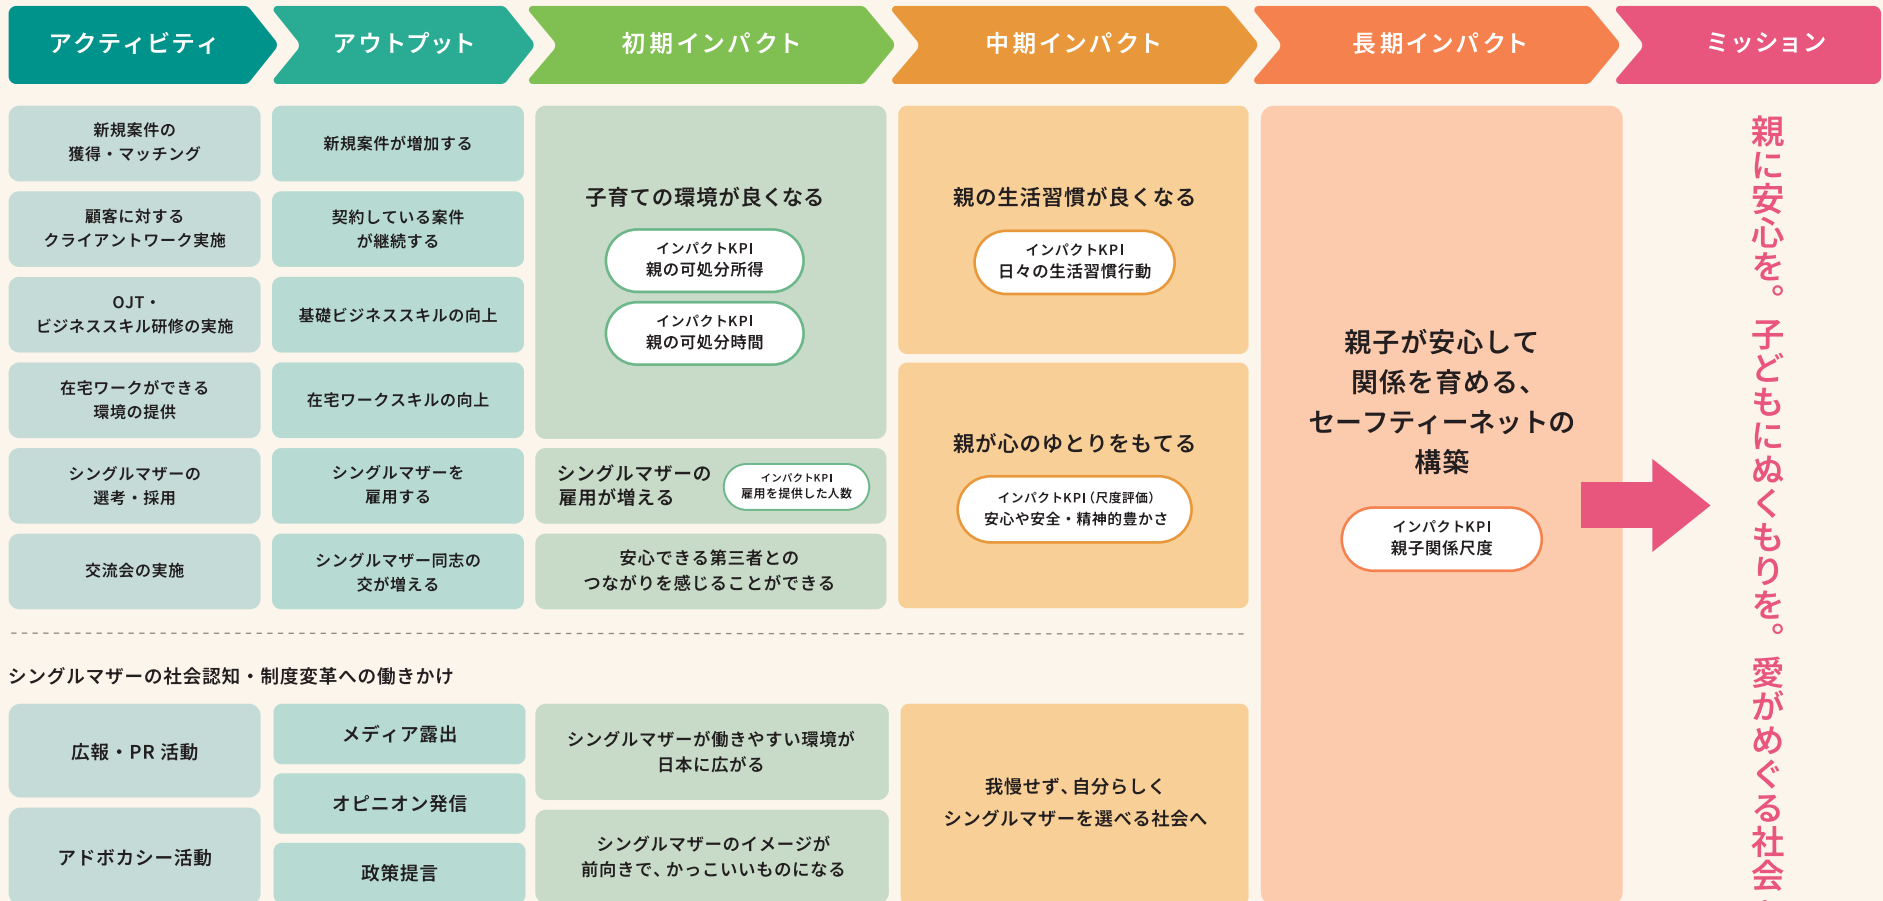 アクティビティ
アウトプット
初期インパクト
中期インパクト
長期インパクト
ミッション
新規案件の
獲得・マッチング
顧客に対する
クライアントワーク実施
OJT・
ビジネススキル研修の実施
在宅ワークができる
環境の提供
シングルマザーの
選考・採用
交流会の実施
新規案件が増加する
契約している案件
が継続する
基礎ビジネススキルの向上
在宅ワークスキルの向上
シングルマザーを
雇用する
シングルマザー同志の
交が増える
子育ての環境が良くなる
インパクトKPI
親の可処分所得
インパクトKPI
親の可処分時間
シングルマザーの
雇用が増える
インパクトKPI
雇用を提供した人数
安心できる第三者との
つながりを感じることができる
親の生活習慣が良くなる
インパクトKPI
日々の生活習慣行動
親が心のゆとりをもてる
インパクトKPI（尺度評価）
安心や安全・精神的豊かさ
親子が安心して
関係を育める、
セーフティーネットの
構築
インパクトKPI
親子関係尺度
親に安心を。子どもにぬくもりを。愛がめぐる社会
シングルマザーの社会認知・制度変革への働きかけ
広報・PR 活動
アドボカシー活動
メディア露出
オピニオン発信
政策提言
シングルマザーが働きやすい環境が
日本に広がる
シングルマザーのイメージが
前向きで、かっこいいものになる
我慢せず、自分らしく
シングルマザーを選べる社会へ